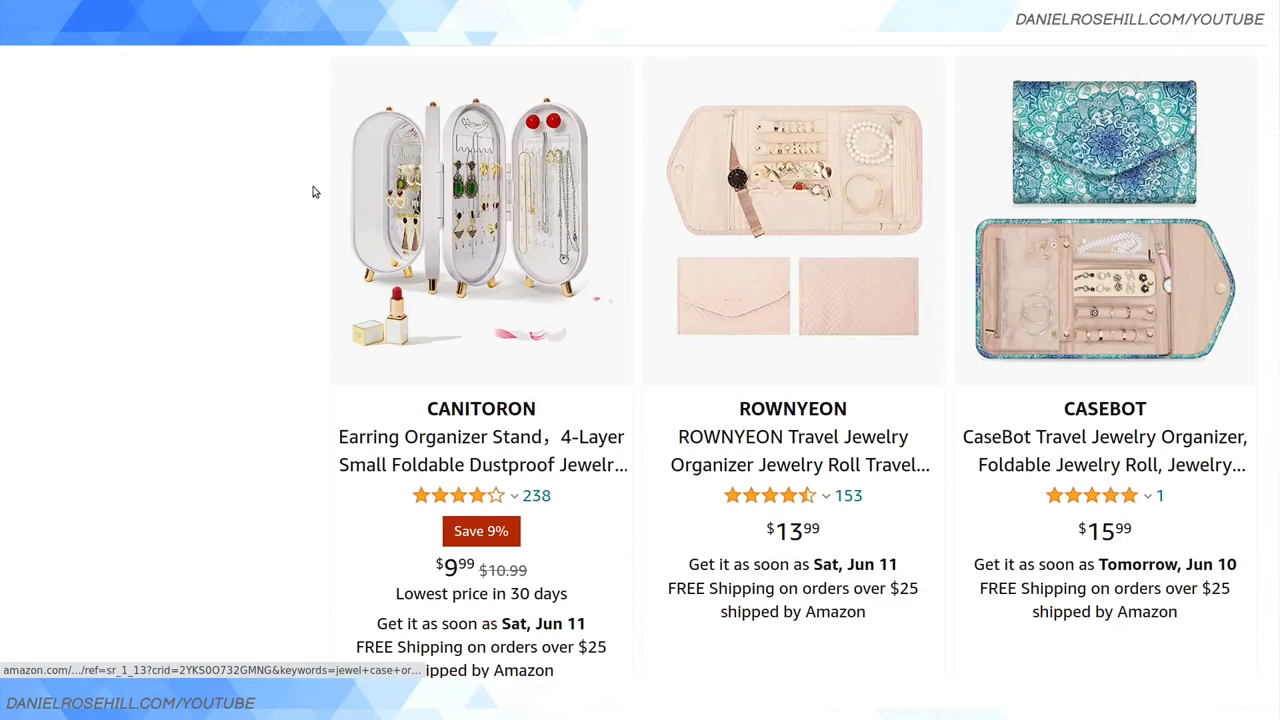 DANIELROSEHILL.COM/YOUTUBE
CANITORON
Earring Organizer Stand，4-Layer
Small Foldable Dustproof Jewelr...
238
Save 9%
$9.99 $10.99
Lowest price in 30 days
Get it as soon as Sat, Jun 11
FREE Shipping on orders over $25
ipped by Amazon
ROWNYEON
ROWNYEON Travel Jewelry
Organizer Jewelry Roll Travel...
153
$13.99
Get it as soon as Sat, Jun 11
FREE Shipping on orders over $25
shipped by Amazon
CASEBOT
CaseBot Travel Jewelry Organizer,
Foldable Jewelry Roll, Jewelry...
1
$15.99
Get it as soon as Tomorrow, Jun 10
FREE Shipping on orders over $25
shipped by Amazon
amazon.com/.../ref=sr_1_13?crid=2YKS0O732GMNG&keywords=jewel+case+or...
DANIELROSEHILL.COM/YOUTUBE